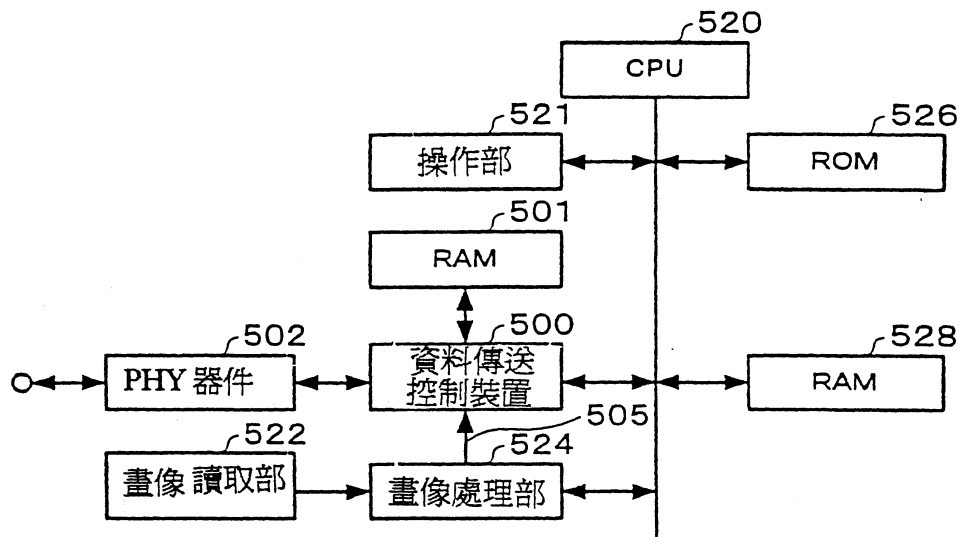 520
CPU
521
526
操作部
ROM
501
RAM
502
500
528
PHY 器件
資料傳送
控制裝置
RAM
505
522
524
畫像 讀取部
畫像處理部